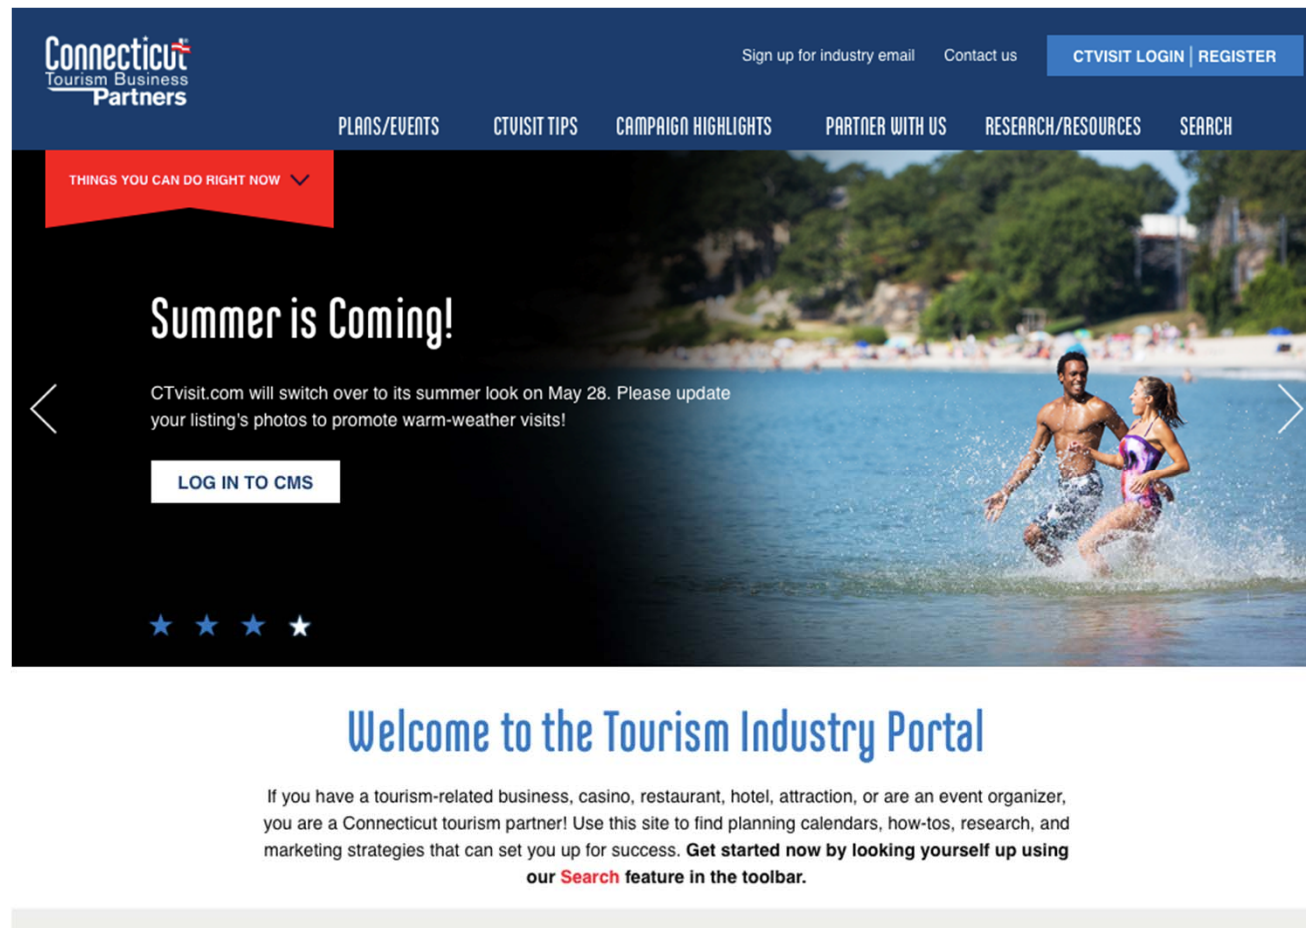 Connecticut
Tourism Business
Partners
Sign up for industry email
Contact us
CTVISIT LOGIN | REGISTER
PLANS/EVENTS
CTVISIT TIPS
CAMPAIGN HIGHLIGHTS
PARTNER WITH US
RESEARCH/RESOURCES
SEARCH
THINGS YOU CAN DO RIGHT NOW
Summer is Coming!
CTvisit.com will switch over to its summer look on May 28. Please update
your listing's photos to promote warm-weather visits!
LOG IN TO CMS
Welcome to the Tourism Industry Portal
If you have a tourism-related business, casino, restaurant, hotel, attraction, or are an event organizer,
you are a Connecticut tourism partner! Use this site to find planning calendars, how-tos, research, and
marketing strategies that can set you up for success. Get started now by looking yourself up using
our Search feature in the toolbar.